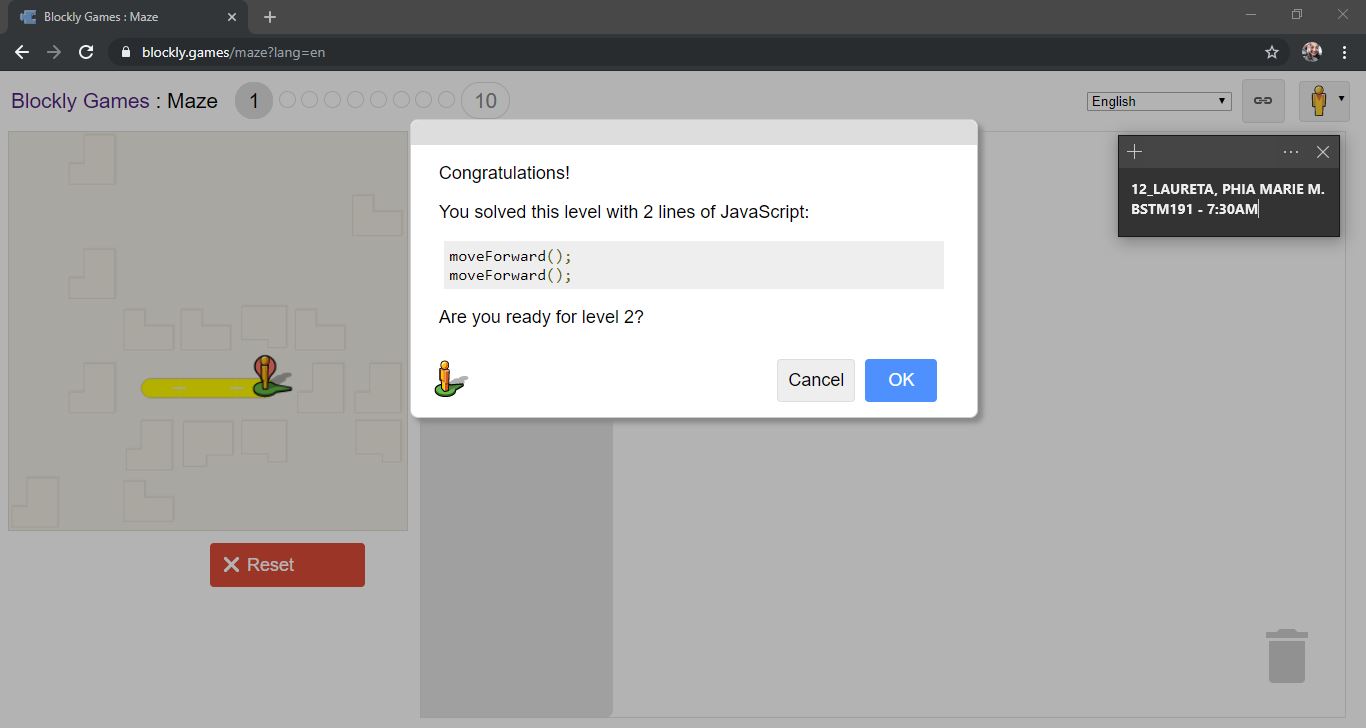 Blockly Games : Maze
blockly.games/maze?lang=en
Blockly Games : Maze 1 10
English
Congratulations!
You solved this level with 2 lines of JavaScript:
moveForward();
moveForward();
Are you ready for level 2?
Cancel OK
12_LAURETA, PHIA MARIE M.
BSTM191 - 7:30AM
Reset